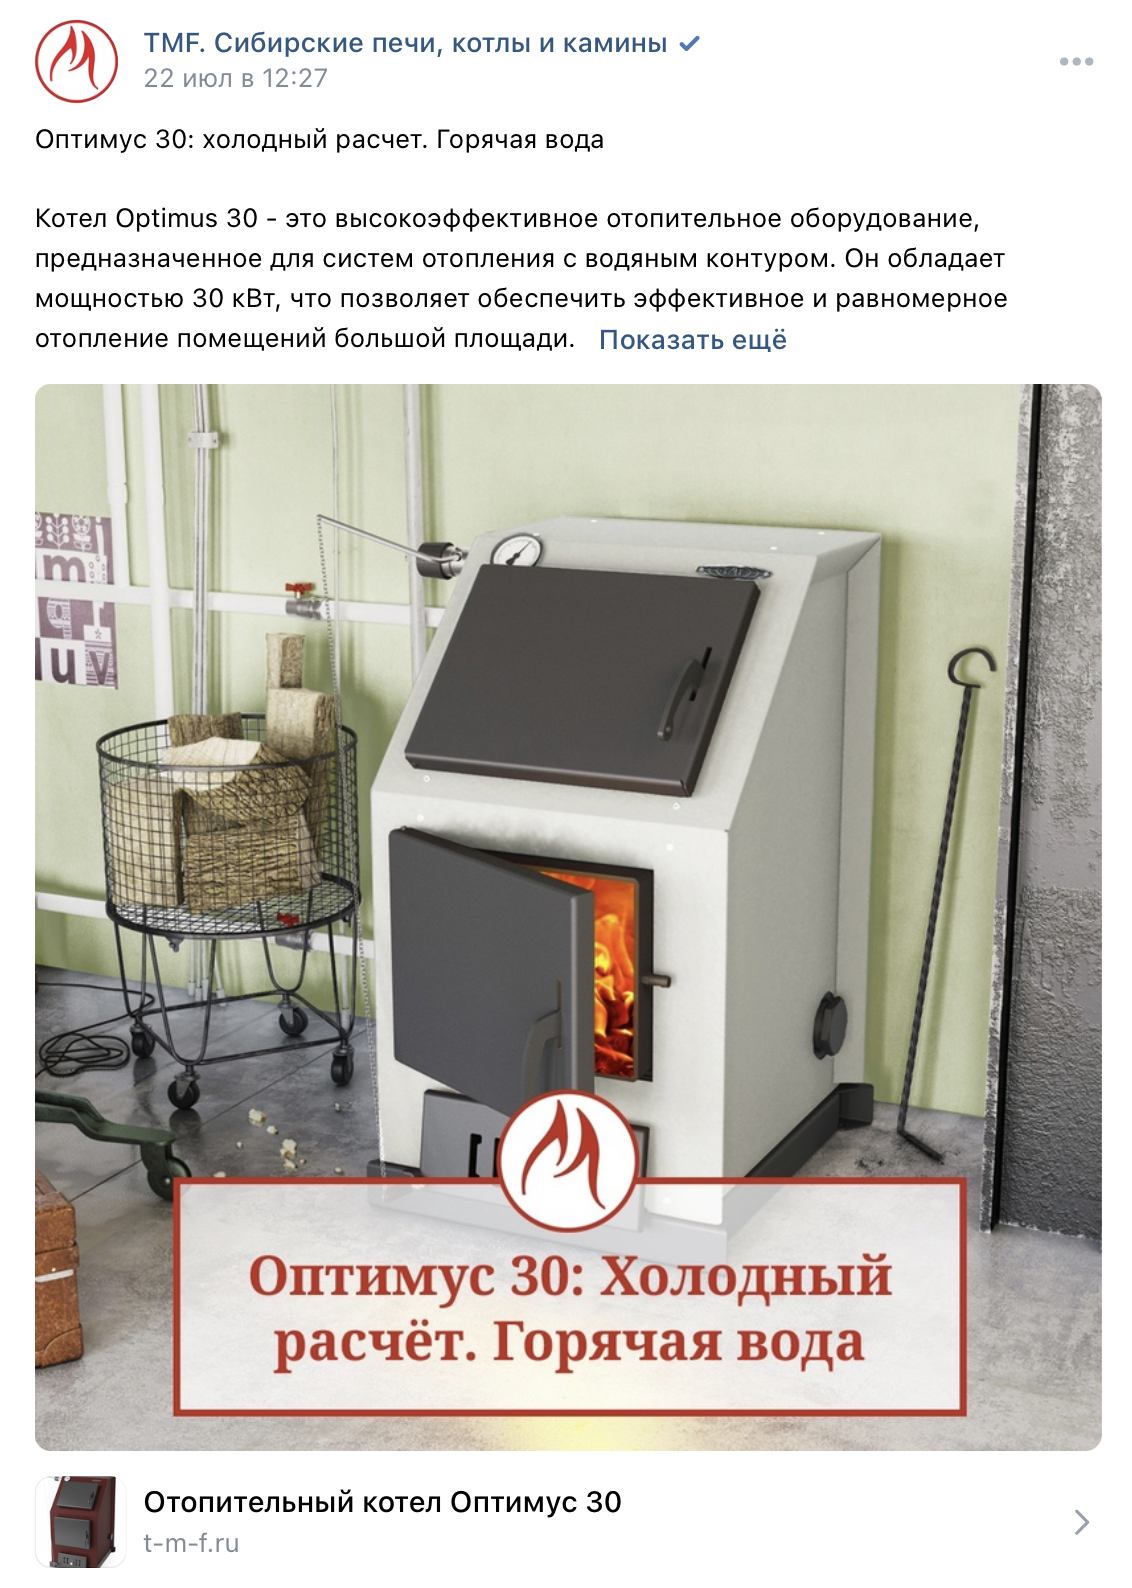 TMF. Сибирские печи, котлы и камины
22 июл в 12:27
Оптимус 30: холодный расчет. Горячая вода
Котел Optimus 30 - это высокоэффективное отопительное оборудование,
предназначенное для систем отопления с водяным контуром. Он обладает
мощностью 30 кВт, что позволяет обеспечить эффективное и равномерное
отопление помещений большой площади. Показать ещё
m
luv
Оптимус 30: Холодный
расчёт. Горячая вода
Отопительный котел Оптимус 30
t-m-f.ru